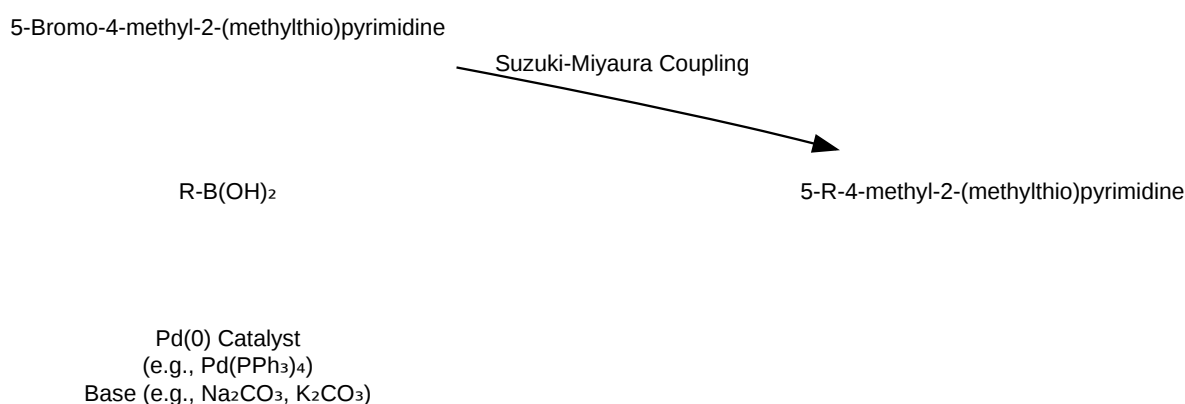 5-Bromo-4-methyl-2-(methylthio)pyrimidine
Suzuki-Miyaura Coupling
R-B(OH)₂
5-R-4-methyl-2-(methylthio)pyrimidine
Pd(0) Catalyst
(e.g., Pd(PPh₃)₄)
Base (e.g., Na₂CO₃, K₂CO₃)